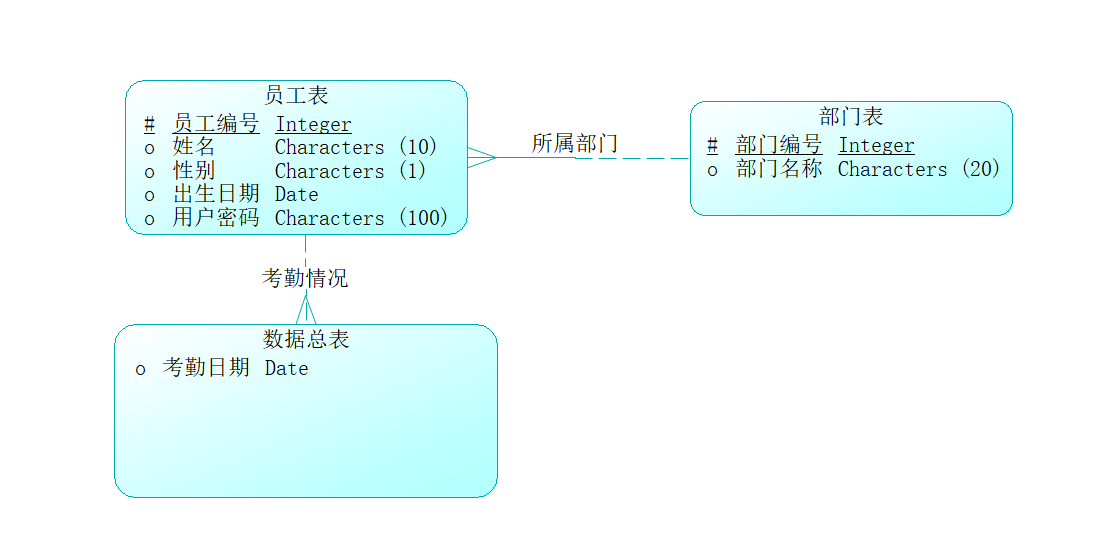 员工表
# 员工编号 Integer
o 姓名 Characters (10)
o 性别 Characters (1)
o 出生日期 Date
o 用户密码 Characters (100)
所属部门
部门表
# 部门编号 Integer
o 部门名称 Characters (20)
考勤情况
数据总表
o 考勤日期 Date